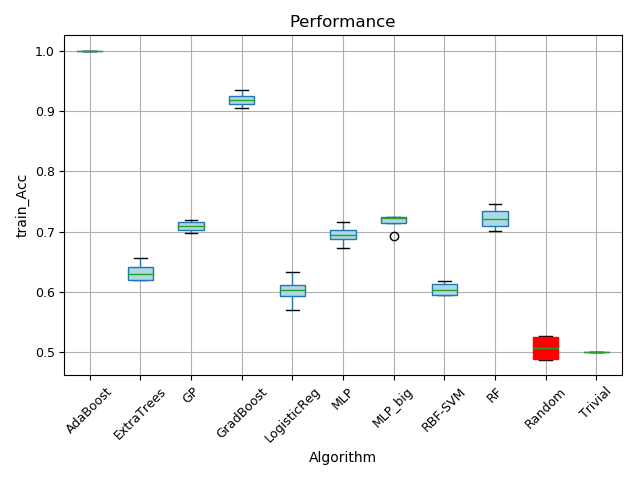 Performance
train_Acc
1.0
0.9
0.8
0.7
0.6
0.5
AdaBoost
ExtraTrees
GP
GradBoost
LogisticReg
MLP
MLP_big
RBF-SVM
RF
Random
Trivial
Algorithm